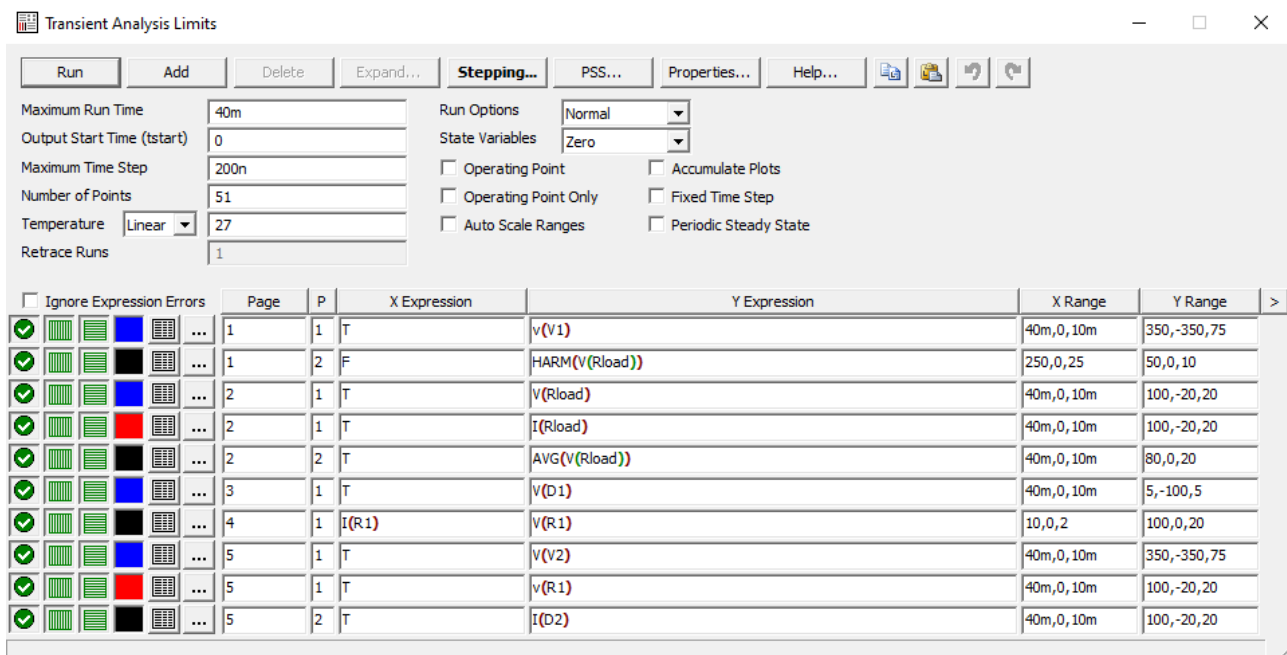 Transient Analysis Limits
Run Add Delete Expand... Stepping... PSS... Properties... Help...
Maximum Run Time 40m Run Options Normal
Output Start Time (tstart) 0 State Variables Zero
Maximum Time Step 200n Operating Point Accumulate Plots
Number of Points 51 Operating Point Only Fixed Time Step
Temperature Linear 27 Auto Scale Ranges Periodic Steady State
Retrace Runs 1
Ignore Expression Errors Page P X Expression Y Expression X Range Y Range >
... 1 1 T v(V1) 40m,0,10m 350,-350,75
... 1 2 F HARM(V(Rload)) 250,0,25 50,0,10
... 2 1 T V(Rload) 40m,0,10m 100,-20,20
... 2 1 T I(Rload) 40m,0,10m 100,-20,20
... 2 2 T AVG(V(Rload)) 40m,0,10m 80,0,20
... 3 1 T V(D1) 40m,0,10m 5,-100,5
... 4 1 I(R1) V(R1) 10,0,2 100,0,20
... 5 1 T V(V2) 40m,0,10m 350,-350,75
... 5 1 T v(R1) 40m,0,10m 100,-20,20
... 5 2 T I(D2) 40m,0,10m 100,-20,20